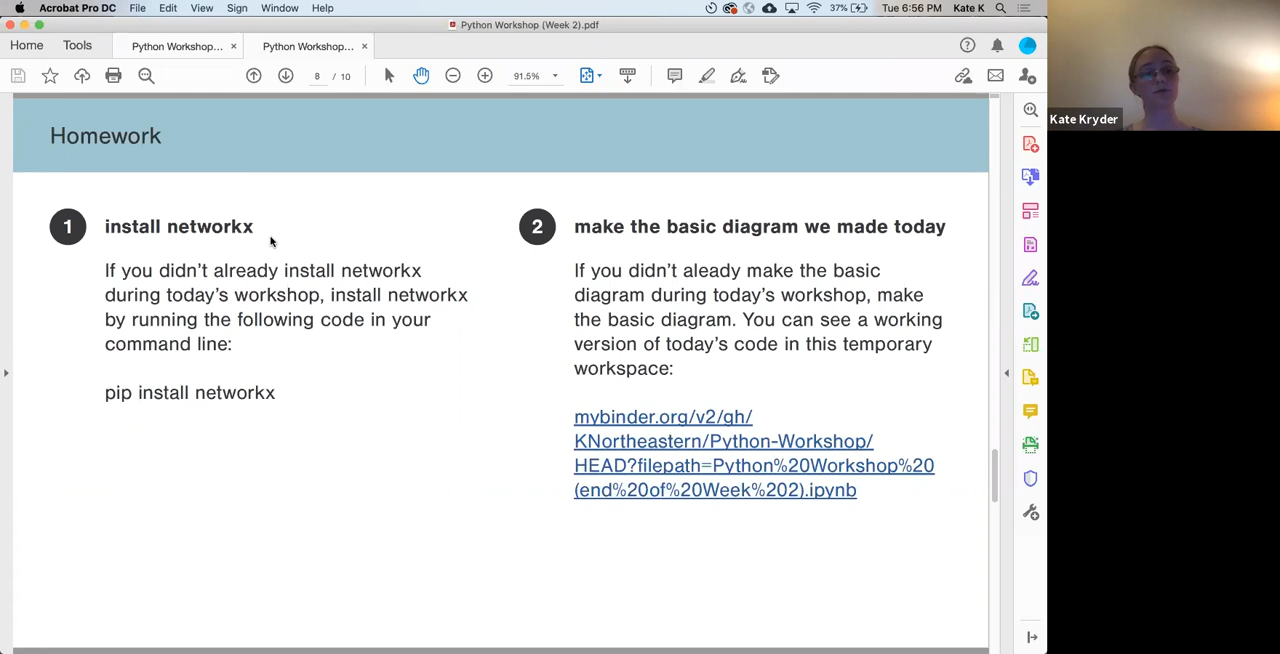 Acrobat Pro DC File Edit View Sign Window Help 37% Tue 6:56 PM Kate K
Python Workshop (Week 2).pdf
Home Tools Python Workshop... × Python Workshop... ×
8 / 10 91.5%
Homework
1 install networkx
If you didn't already install networkx
during today's workshop, install networkx
by running the following code in your
command line:
pip install networkx
2 make the basic diagram we made today
If you didn't aleady make the basic
diagram during today's workshop, make
the basic diagram. You can see a working
version of today's code in this temporary
workspace:
mybinder.org/v2/gh/
KNortheastern/Python-Workshop/
HEAD?filepath=Python%20Workshop%20
(end%20of%20Week%202).ipynb
Kate Kryder